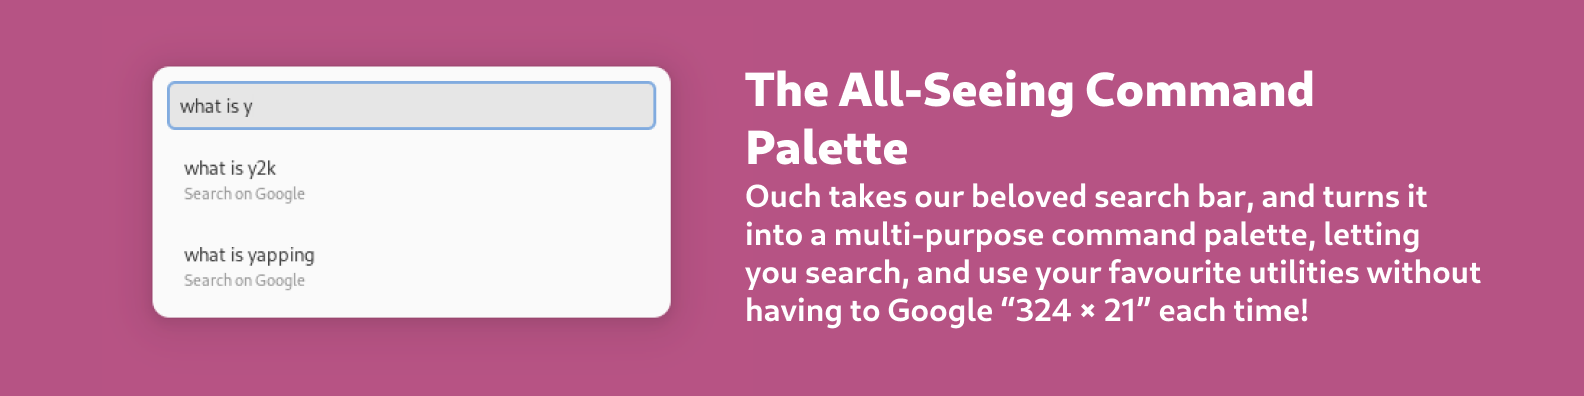 what is y
what is y2k
Search on Google
what is yapping
Search on Google
The All-Seeing Command
Palette
Ouch takes our beloved search bar, and turns it
into a multi-purpose command palette, letting
you search, and use your favourite utilities without
having to Google “324 × 21” each time!